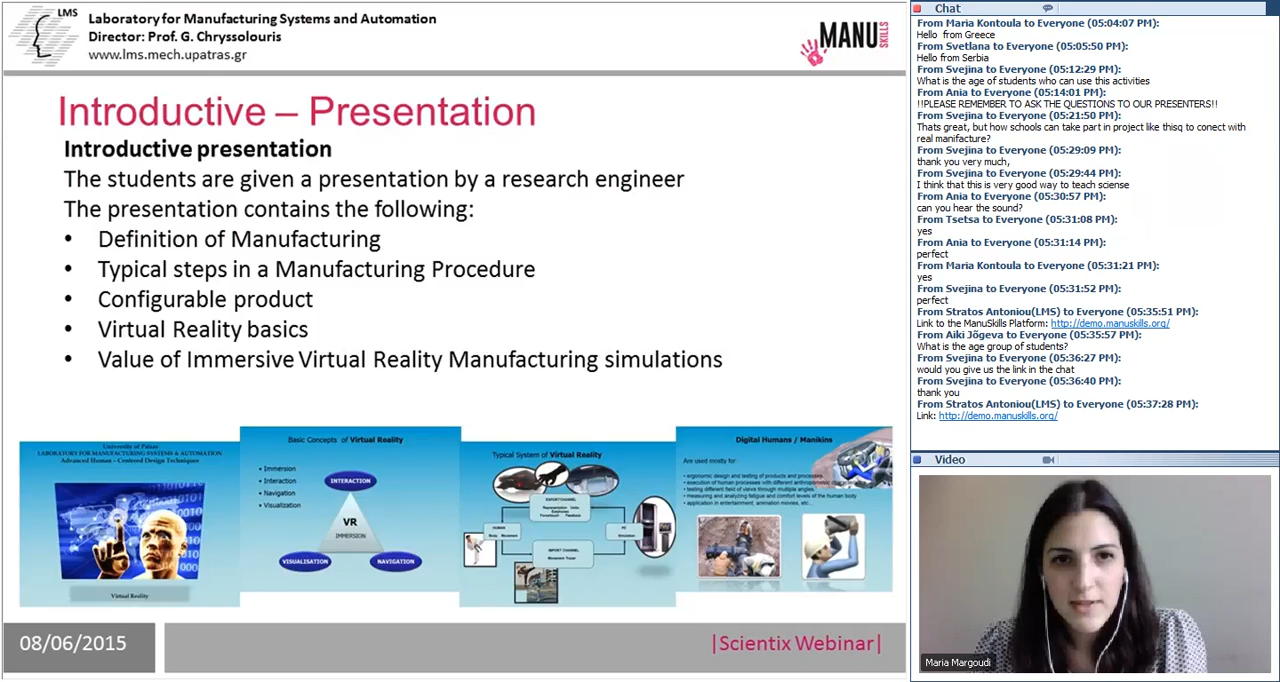 LMS
Laboratory for Manufacturing Systems and Automation
Director: Prof. G. Chryssolouris
www.lms.mech.upatras.gr
MANU
SKILLS
Introductive – Presentation
Introductive presentation
The students are given a presentation by a research engineer
The presentation contains the following:
• Definition of Manufacturing
• Typical steps in a Manufacturing Procedure
• Configurable product
• Virtual Reality basics
• Value of Immersive Virtual Reality Manufacturing simulations
University of Patras
LABORATORY FOR MANUFACTURING SYSTEMS & AUTOMATION
Advanced Human – Centered Design Techniques
Virtual Reality
Basic Concepts of Virtual Reality
• Immersion
• Interaction
• Navigation
• Visualization
INTERACTION
VR
IMMERSION
VISUALISATION
NAVIGATION
Typical System of Virtual Reality
HUMAN
Body Movement
PC
Simulation
Movement Tracer
Digital Humans / Manikins
Are used mostly for:
• ergonomic design and testing of products and processes
• execution of human processes with different anthropometric
• testing different field of views through multiple angles
• measuring and analyzing fatigue and comfort levels of the human body
• application in entertainment, animation movies, etc...
08/06/2015
|Scientix Webinar|
Chat
From Maria Kontoula to Everyone (05:04:07 PM):
Hello from Greece
From Svetlana to Everyone (05:05:50 PM):
Hello from Serbia
From Svejina to Everyone (05:12:29 PM):
What is the age of students who can use this activities
From Ania to Everyone (05:14:01 PM):
!!PLEASE REMEMBER TO ASK THE QUESTIONS TO OUR PRESENTERS!!
From Svejina to Everyone (05:21:50 PM):
Thats great, but how schools can take part in project like thisq to conect with
real manifacture?
From Svejina to Everyone (05:29:09 PM):
thank you very much,
From Svejina to Everyone (05:29:44 PM):
I think that this is very good way to teach sciense
From Ania to Everyone (05:30:57 PM):
can you hear the sound?
From Tsetsa to Everyone (05:31:08 PM):
yes
From Ania to Everyone (05:31:14 PM):
perfect
From Maria Kontoula to Everyone (05:31:21 PM):
yes
From Svejina to Everyone (05:31:52 PM):
perfect
From Stratos Antoniou(LMS) to Everyone (05:35:51 PM):
Link to the ManuSkills Platform: http://demo.manuskills.org/
From Aiki Jõgeva to Everyone (05:35:57 PM):
What is the age group of students?
From Svejina to Everyone (05:36:27 PM):
would you give us the link in the chat
From Svejina to Everyone (05:36:40 PM):
thank you
From Stratos Antoniou(LMS) to Everyone (05:37:28 PM):
Link: http://demo.manuskills.org/
Video
Maria Margoudi